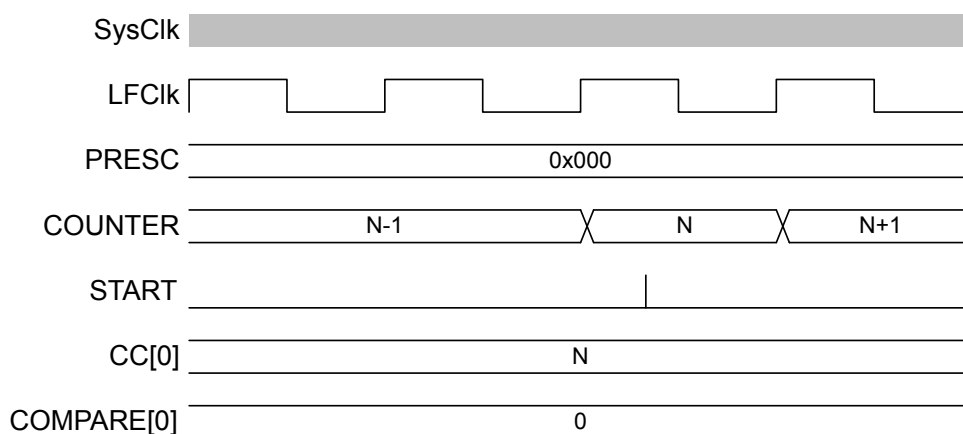 SysClk
LFClk
PRESC 0x000
COUNTER N-1 N N+1
START
CC[0] N
COMPARE[0] 0